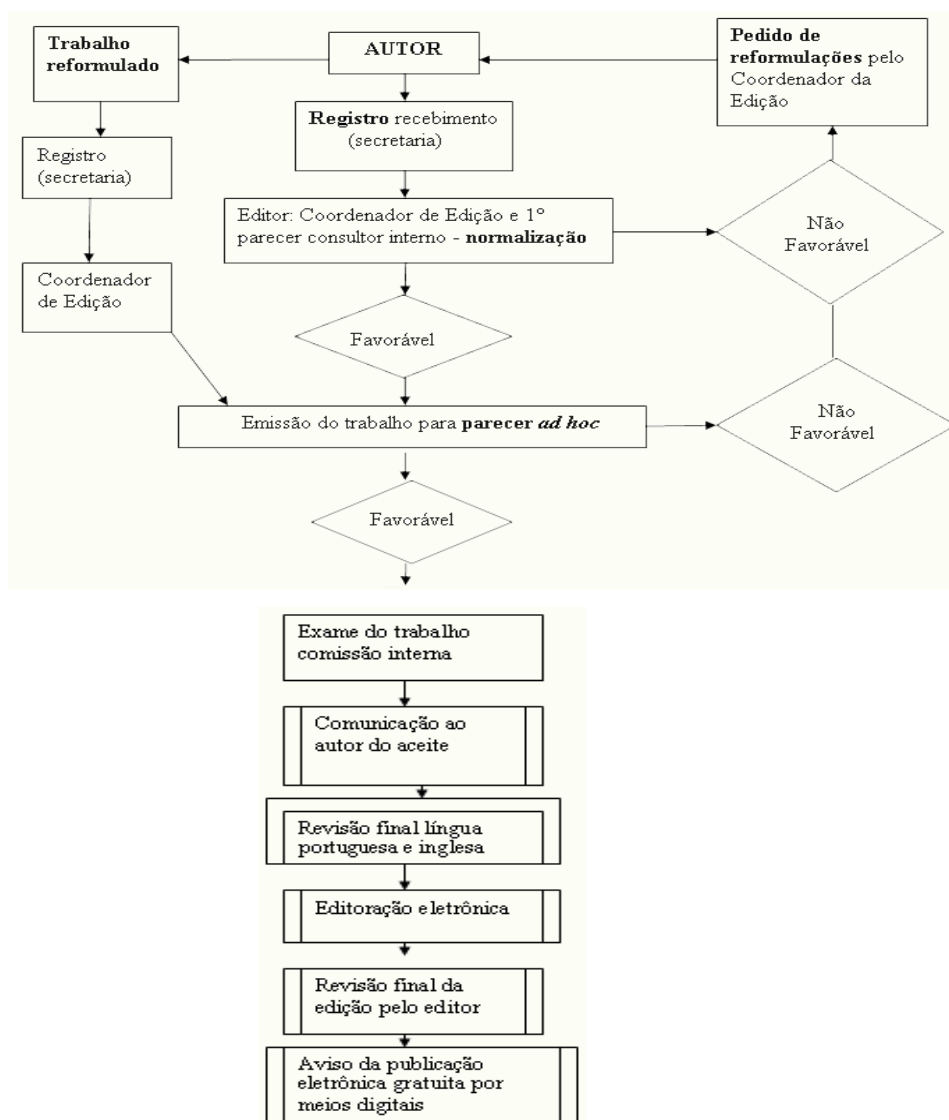 Trabalho
reformulado
AUTOR
Pedido de
reformulações pelo
Coordenador da
Edição
Registro recebimento
(secretaria)
Registro
(secretaria)
Editor: Coordenador de Edição e 1º
parecer consultor interno - normalização
Não
Favorável
Coordenador
de Edição
Favorável
Emissão do trabalho para parecer ad hoc
Não
Favorável
Favorável
Exame do trabalho
comissão interna
Comunicação ao
autor do aceite
Revisão final língua
portuguesa e inglesa
Editoração eletrônica
Revisão final da
edição pelo editor
Aviso da publicação
eletrônica gratuita por
meios digitais